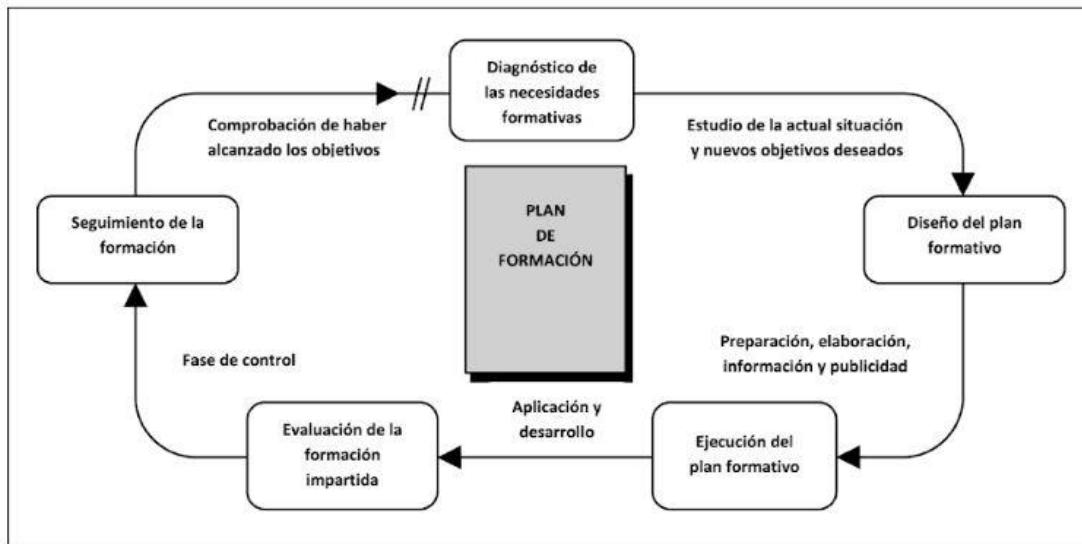 Diagnóstico de
las necesidades
formativas
Comprobación de haber
alcanzado los objetivos
Estudio de la actual situación
y nuevos objetivos deseados
Seguimiento de la
formación
PLAN
DE
FORMACIÓN
Diseño del plan
formativo
Fase de control
Preparación, elaboración,
información y publicidad
Aplicación y
desarrollo
Evaluación de la
formación
impartida
Ejecución del
plan formativo